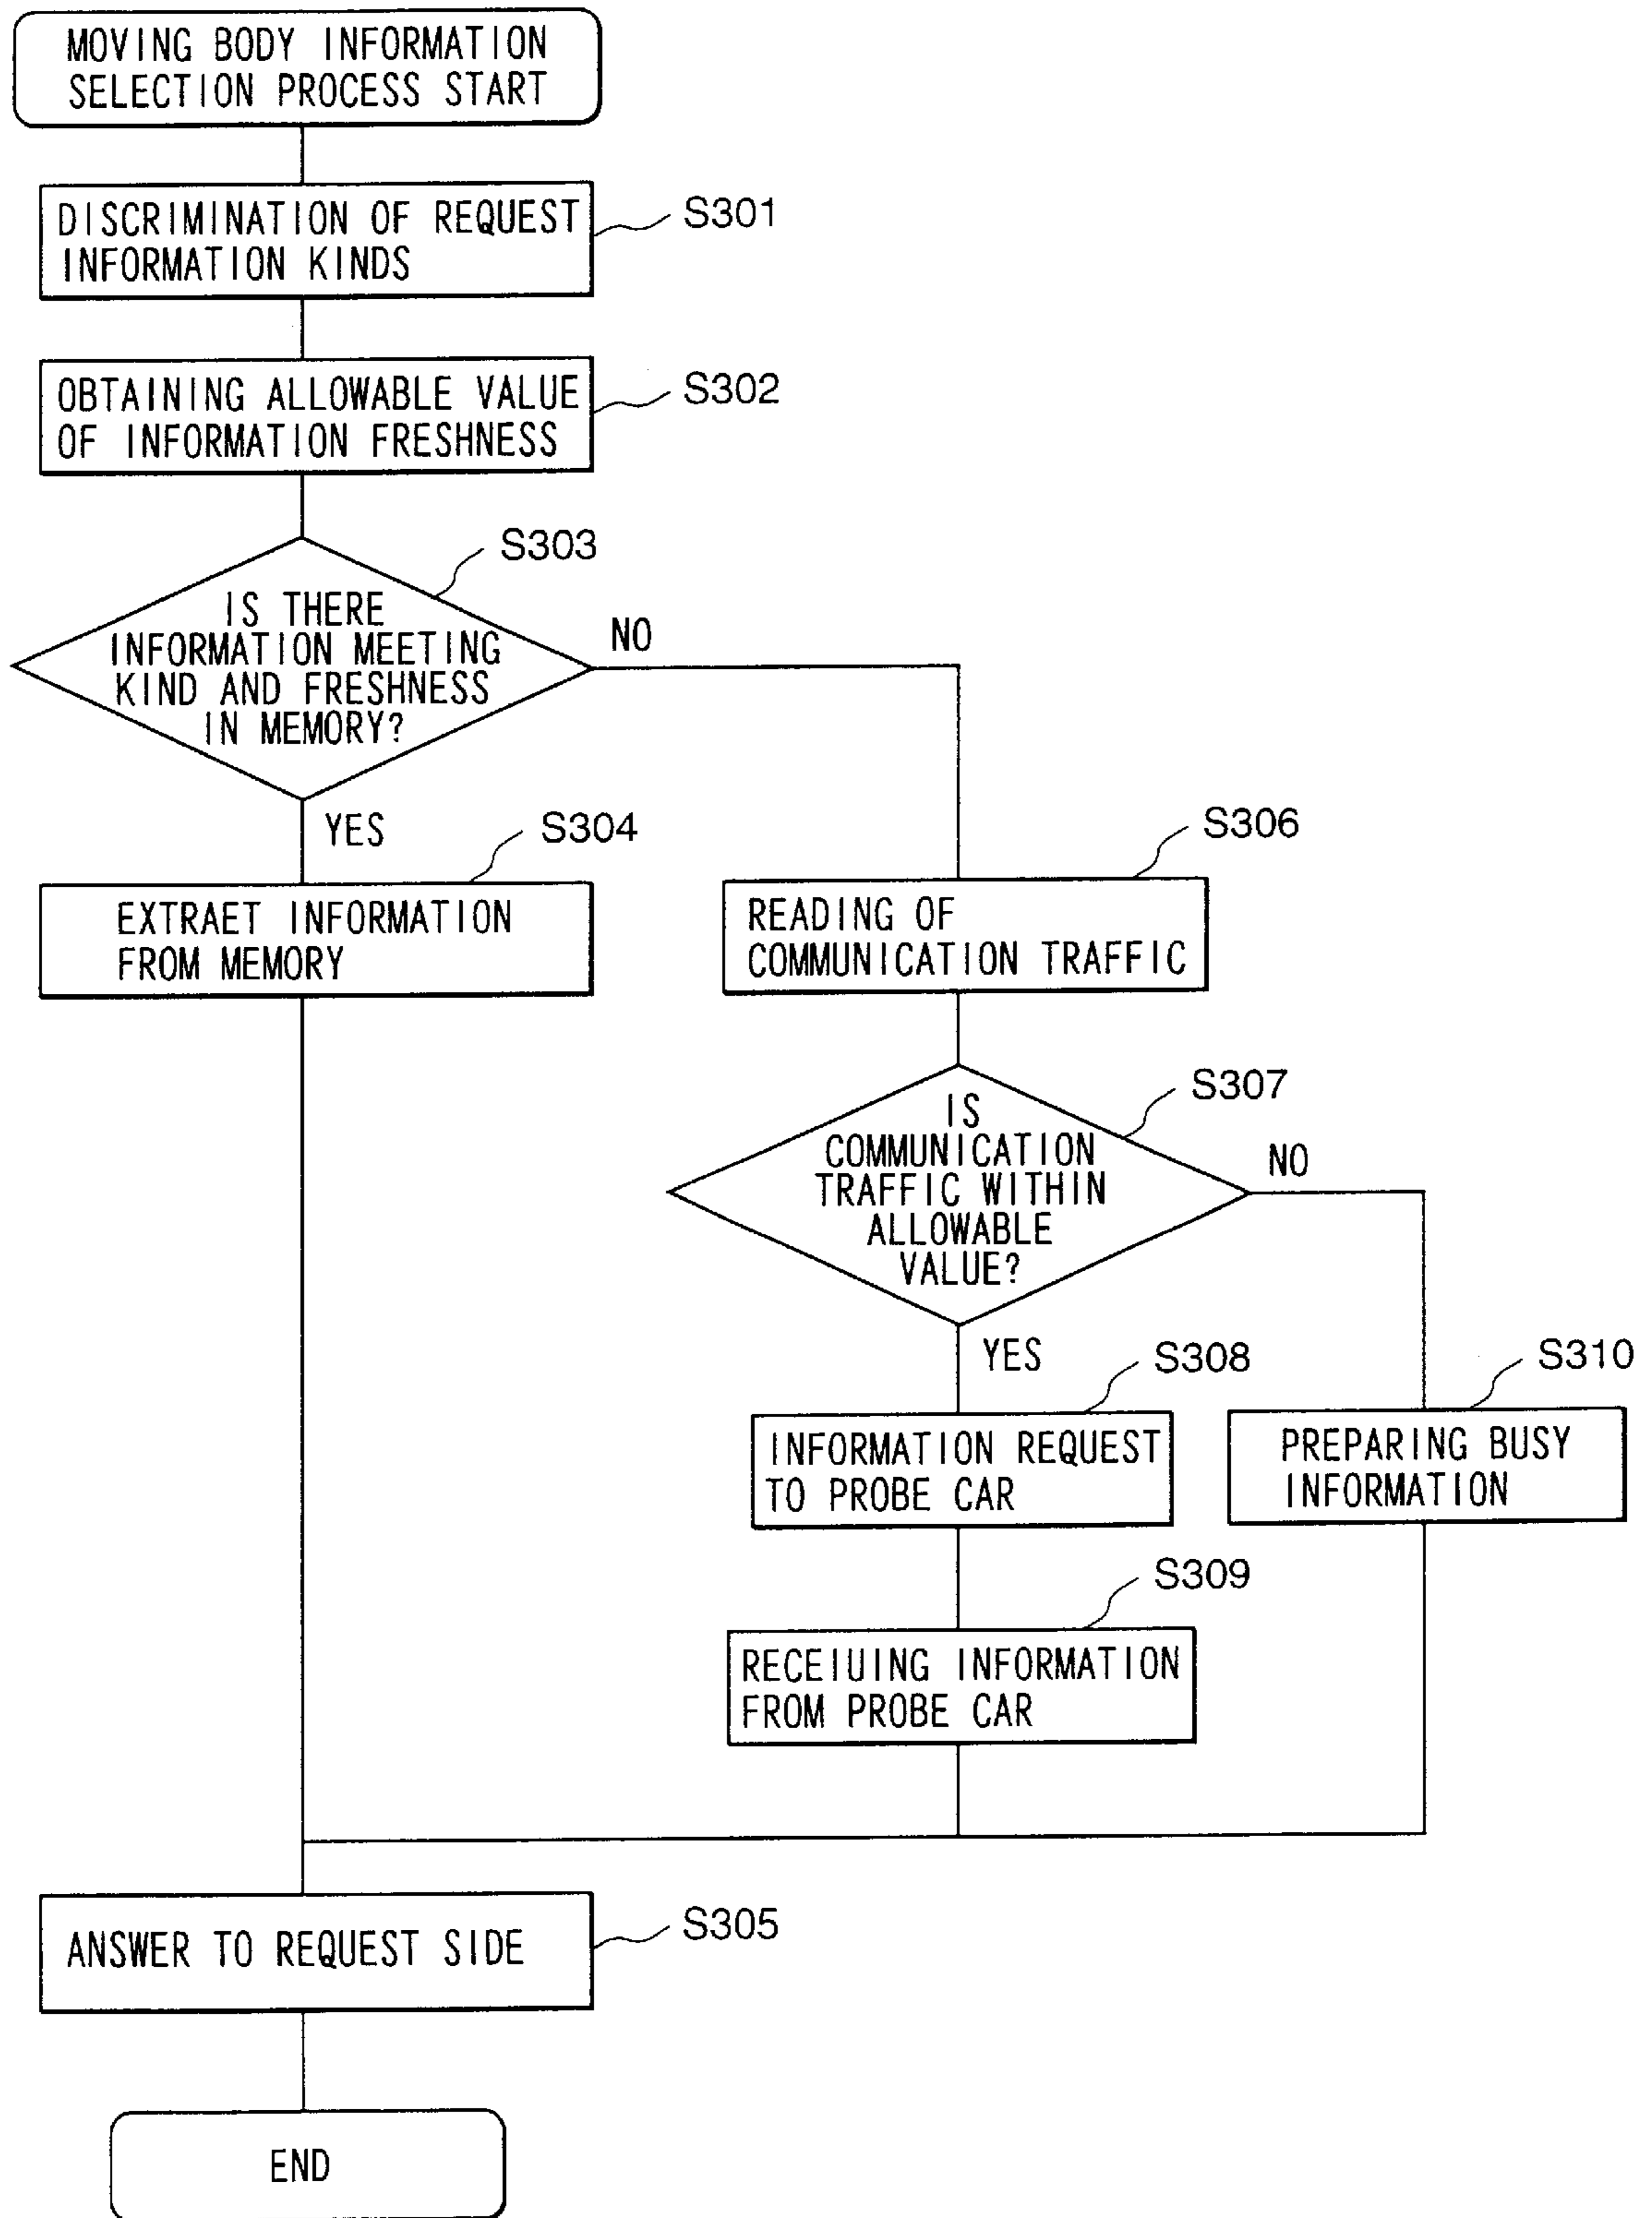 MOVING BODY INFORMATION
SELECTION PROCESS START
DISCRIMINATION OF REQUEST
INFORMATION KINDS
S301
OBTAINING ALLOWABLE VALUE
OF INFORMATION FRESHNESS
S302
S303
IS THERE
INFORMATION MEETING
KIND AND FRESHNESS
IN MEMORY?
NO
YES
S304
EXTRAET INFORMATION
FROM MEMORY
S306
READING OF
COMMUNICATION TRAFFIC
S307
IS
COMMUNICATION
TRAFFIC WITHIN
ALLOWABLE
VALUE?
NO
YES
S308
INFORMATION REQUEST
TO PROBE CAR
S310
PREPARING BUSY
INFORMATION
S309
RECEIUING INFORMATION
FROM PROBE CAR
ANSWER TO REQUEST SIDE
S305
END